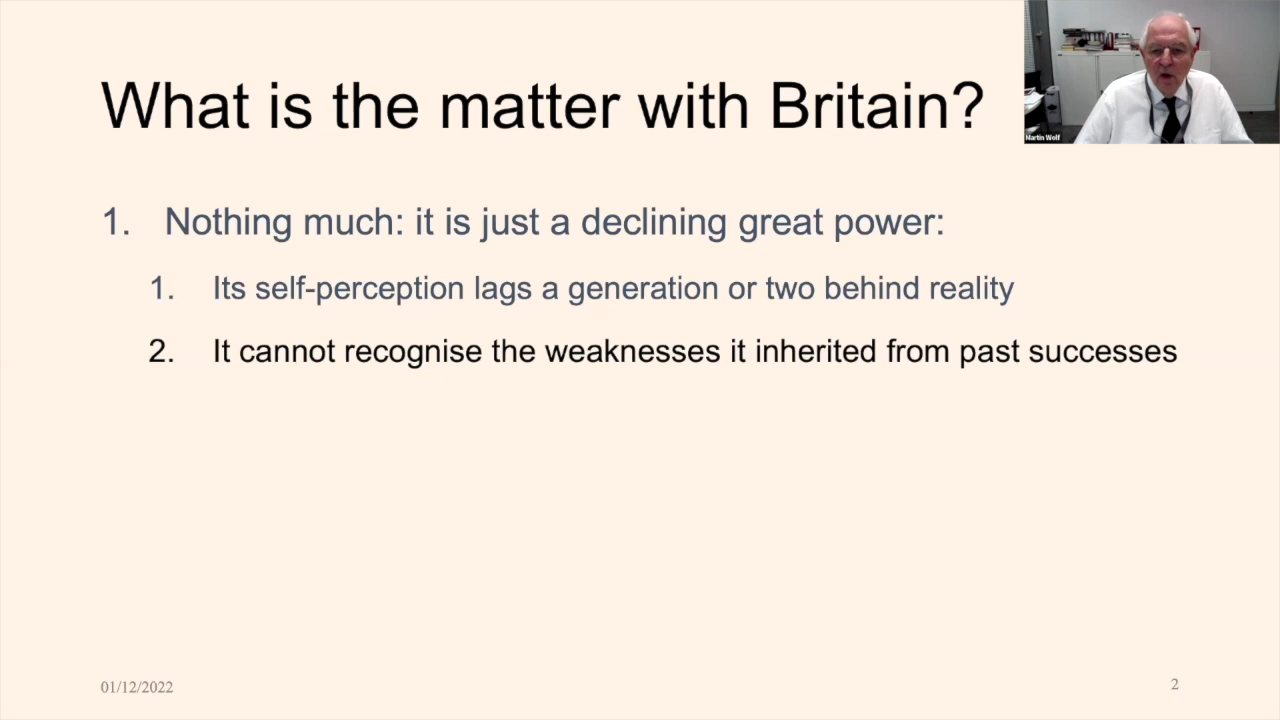 What is the matter with Britain?
Martin Wolf
1. Nothing much: it is just a declining great power:
1. Its self-perception lags a generation or two behind reality
2. It cannot recognise the weaknesses it inherited from past successes
01/12/2022
2